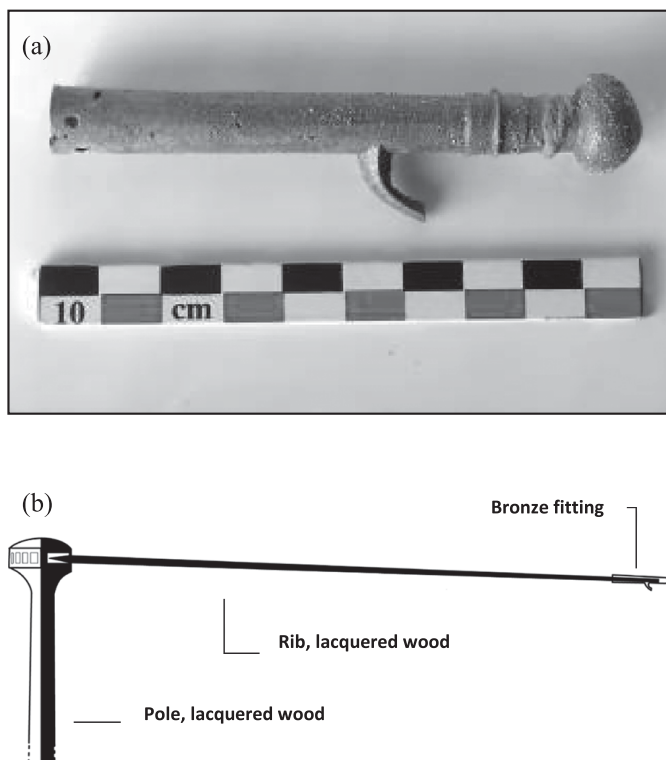 (a)
10 cm
(b)
Bronze fitting
Rib, lacquered wood
Pole, lacquered wood